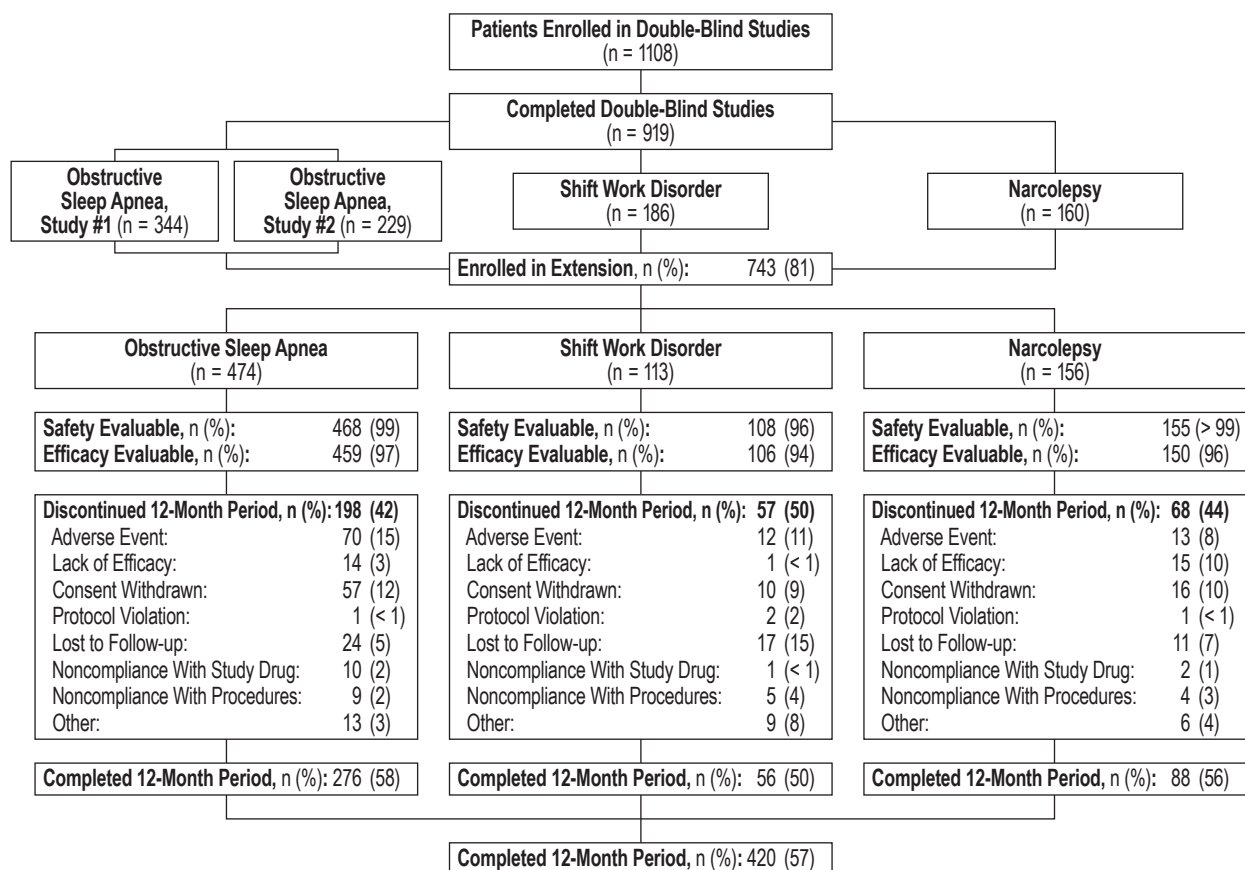 Patients Enrolled in Double-Blind Studies
(n = 1108)
Completed Double-Blind Studies
(n = 919)
Obstructive
Sleep Apnea,
Study #1 (n = 344)
Obstructive
Sleep Apnea,
Study #2 (n = 229)
Shift Work Disorder
(n = 186)
Narcolepsy
(n = 160)
Enrolled in Extension, n (%): 743 (81)
Obstructive Sleep Apnea
(n = 474)
Shift Work Disorder
(n = 113)
Narcolepsy
(n = 156)
Safety Evaluable, n (%): 468 (99)
Efficacy Evaluable, n (%): 459 (97)
Safety Evaluable, n (%): 108 (96)
Efficacy Evaluable, n (%): 106 (94)
Safety Evaluable, n (%): 155 (> 99)
Efficacy Evaluable, n (%): 150 (96)
Discontinued 12-Month Period, n (%): 198 (42)
Adverse Event: 70 (15)
Lack of Efficacy: 14 (3)
Consent Withdrawn: 57 (12)
Protocol Violation: 1 (< 1)
Lost to Follow-up: 24 (5)
Noncompliance With Study Drug: 10 (2)
Noncompliance With Procedures: 9 (2)
Other: 13 (3)
Discontinued 12-Month Period, n (%): 57 (50)
Adverse Event: 12 (11)
Lack of Efficacy: 1 (< 1)
Consent Withdrawn: 10 (9)
Protocol Violation: 2 (2)
Lost to Follow-up: 17 (15)
Noncompliance With Study Drug: 1 (< 1)
Noncompliance With Procedures: 5 (4)
Other: 9 (8)
Discontinued 12-Month Period, n (%): 68 (44)
Adverse Event: 13 (8)
Lack of Efficacy: 15 (10)
Consent Withdrawn: 16 (10)
Protocol Violation: 1 (< 1)
Lost to Follow-up: 11 (7)
Noncompliance With Study Drug: 2 (1)
Noncompliance With Procedures: 4 (3)
Other: 6 (4)
Completed 12-Month Period, n (%): 276 (58)
Completed 12-Month Period, n (%): 56 (50)
Completed 12-Month Period, n (%): 88 (56)
Completed 12-Month Period, n (%): 420 (57)